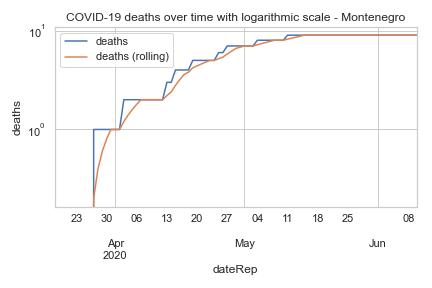 COVID-19 deaths over time with logarithmic scale - Montenegro
10¹
deaths
deaths (rolling)
deaths
10⁰
23 30 06 13 20 27 04 11 18 25 08
Apr May Jun
2020
dateRep